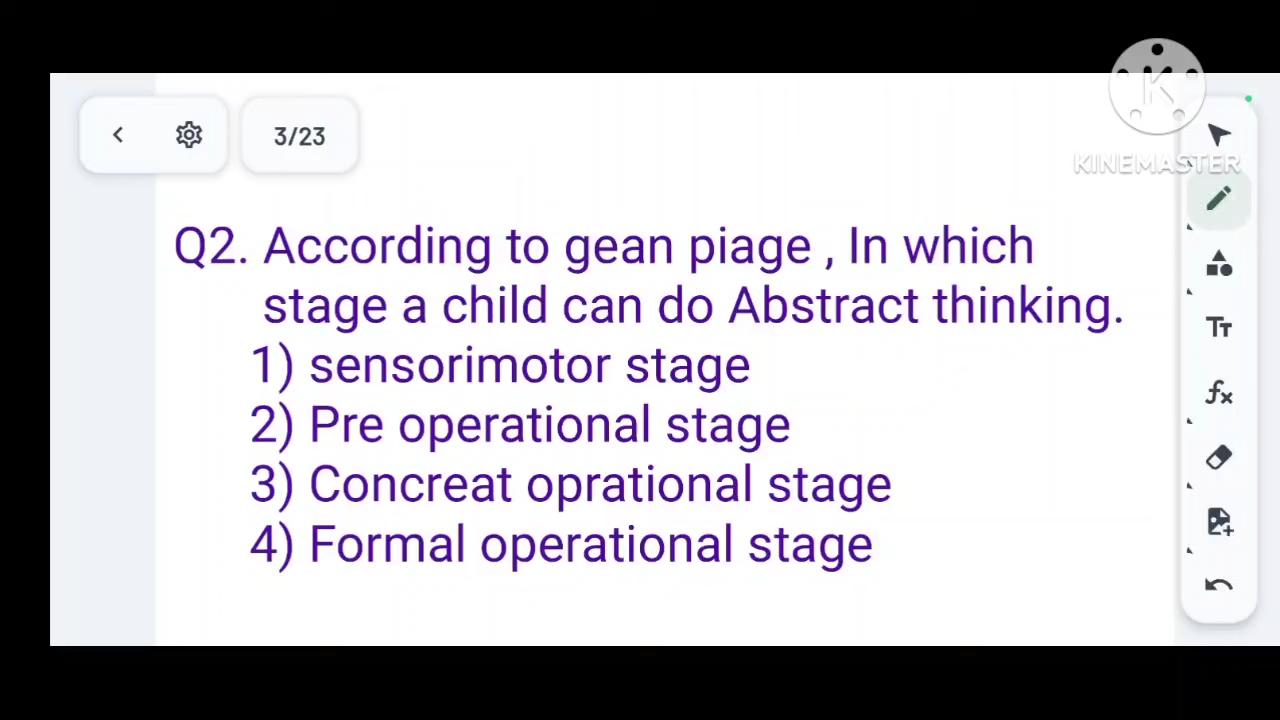 3/23
KINEMASTER
Q2. According to gean piage , In which
stage a child can do Abstract thinking.
1) sensorimotor stage
2) Pre operational stage
3) Concreat oprational stage
4) Formal operational stage